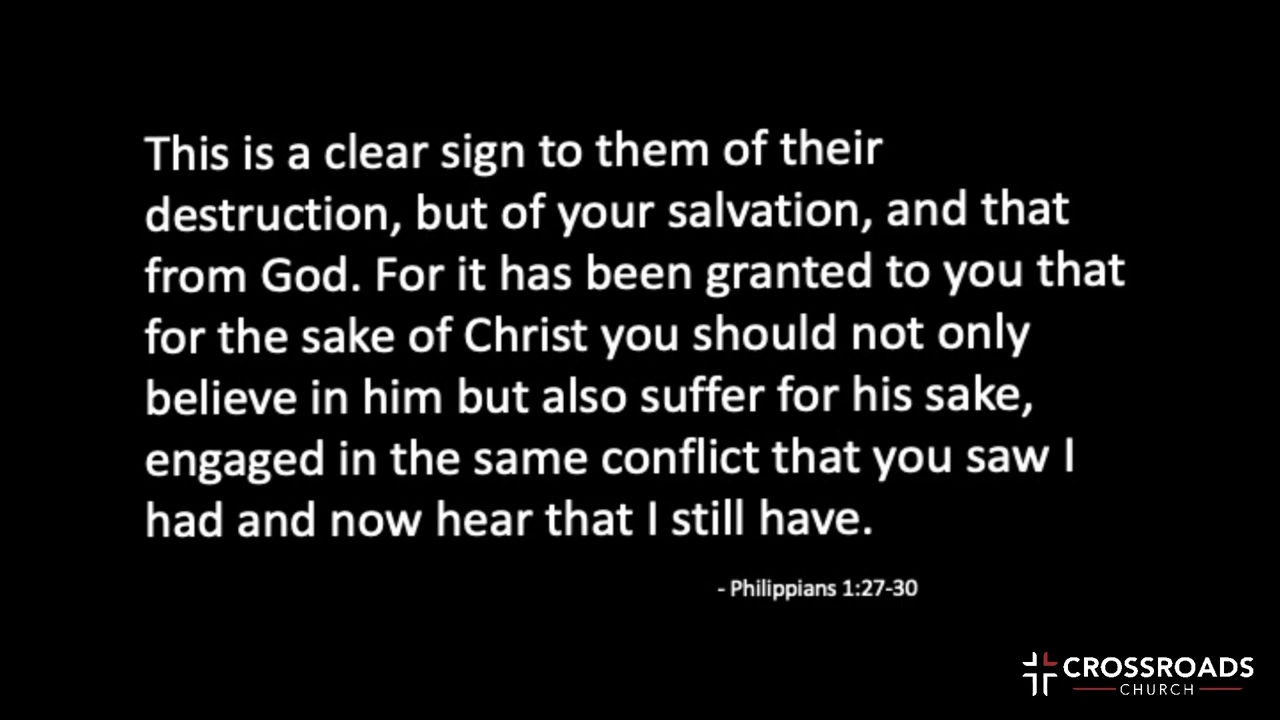 This is a clear sign to them of their
destruction, but of your salvation, and that
from God. For it has been granted to you that
for the sake of Christ you should not only
believe in him but also suffer for his sake,
engaged in the same conflict that you saw I
had and now hear that I still have.
- Philippians 1:27-30
CROSSROADS
CHURCH